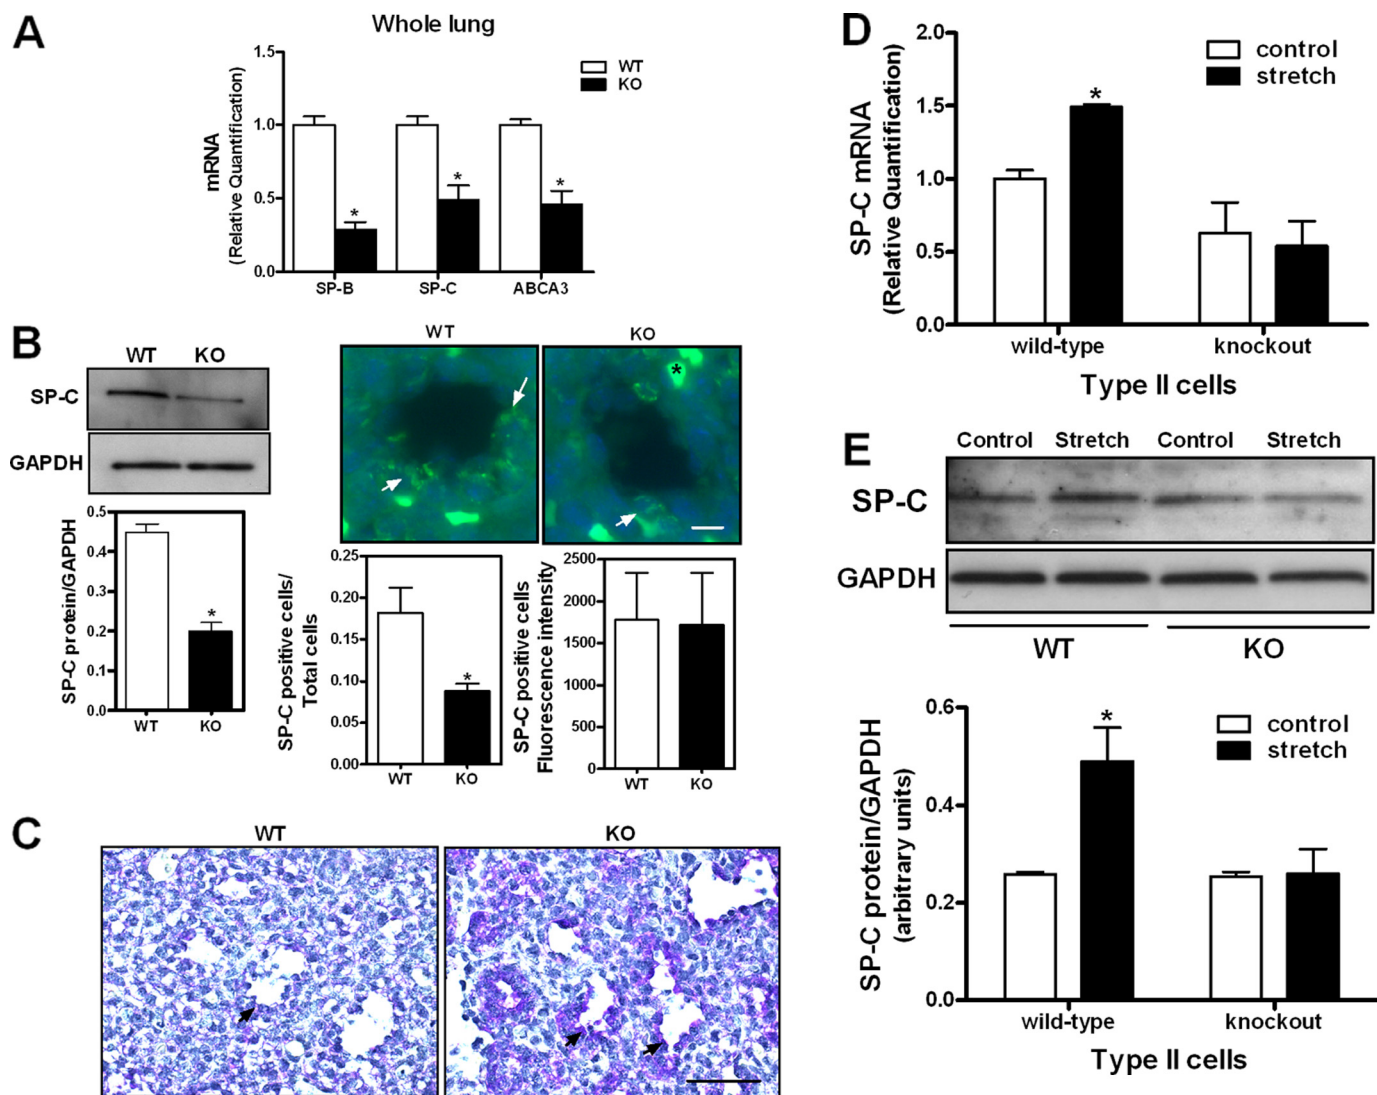 A
Whole lung
mRNA
(Relative Quantification)
1.5
1.0
0.5
0.0
WT
KO
*
*
*
SP-B
SP-C
ABCA3
B
WT
KO
SP-C
GAPDH
SP-C protein/GAPDH
0.5
0.4
0.3
0.2
0.1
0.0
*
WT
KO
WT
KO
*
SP-C positive cells/
Total cells
0.25
0.20
0.15
0.10
0.05
0.00
*
WT
KO
SP-C positive cells
Fluorescence intensity
2500
2000
1500
1000
500
0
WT
KO
C
WT
KO
D
SP-C mRNA
(Relative Quantification)
2.0
1.5
1.0
0.5
0.0
control
stretch
*
wild-type
knockout
Type II cells
E
Control
Stretch
Control
Stretch
SP-C
GAPDH
WT
KO
SP-C protein/GAPDH
(arbitrary units)
0.6
0.4
0.2
0.0
control
stretch
*
wild-type
knockout
Type II cells